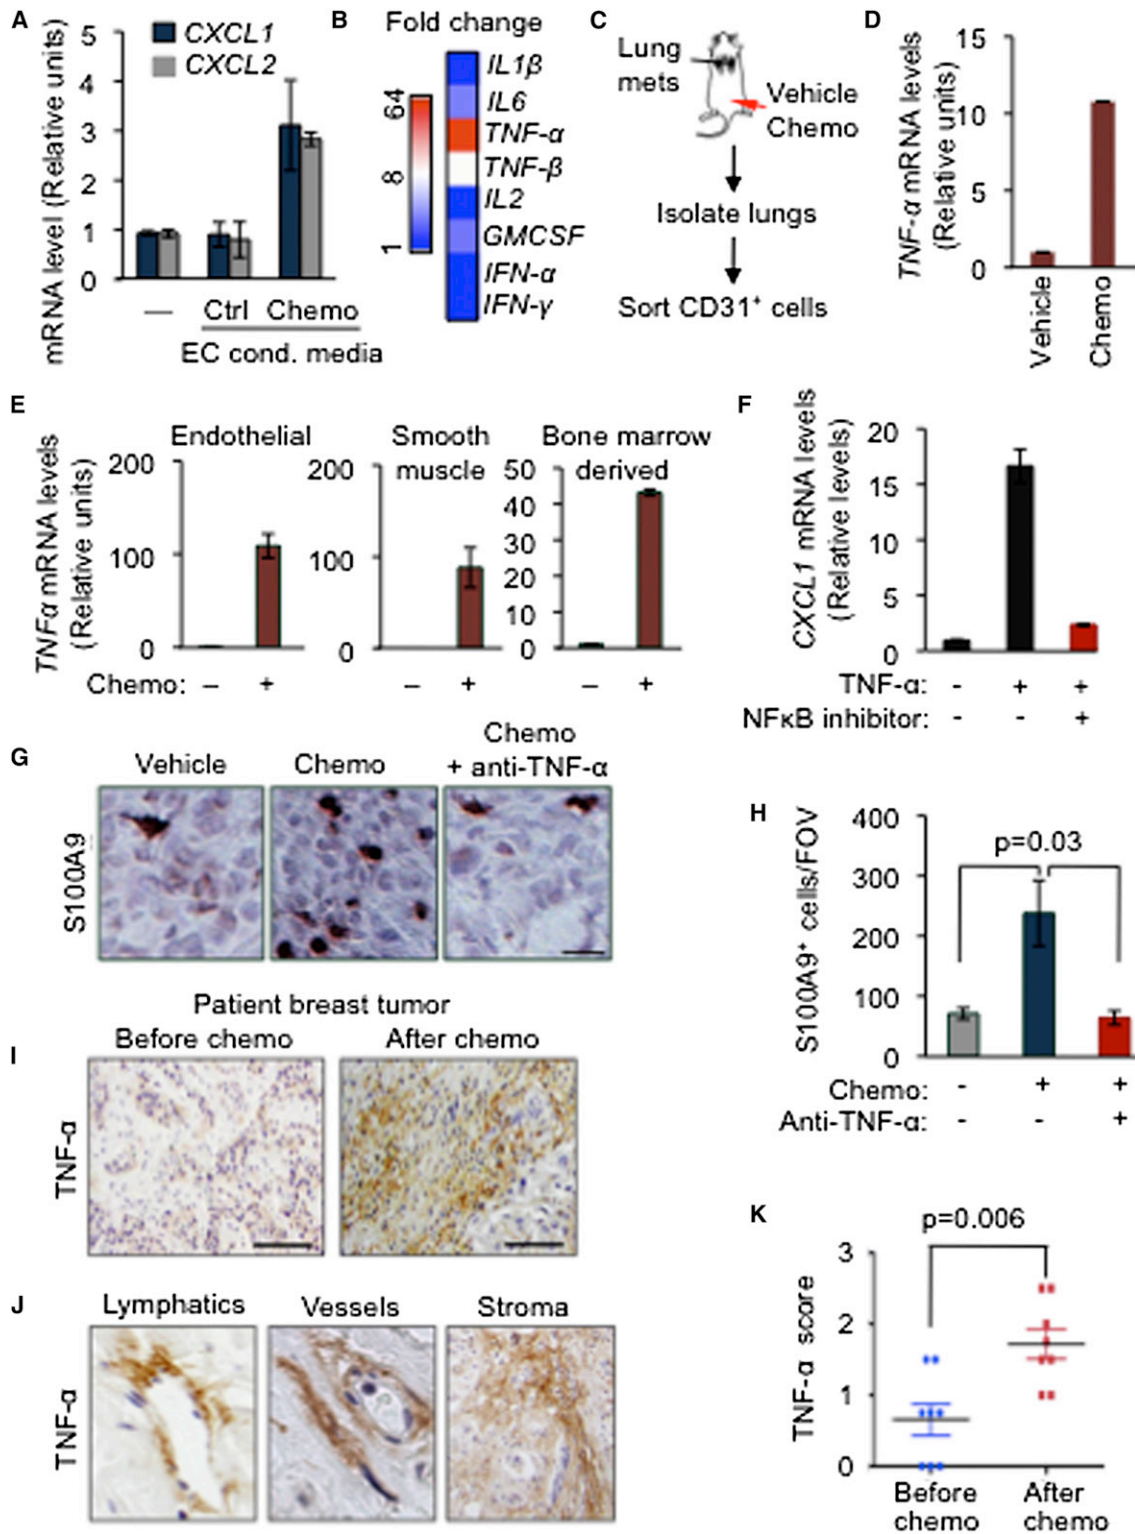 A
mRNA level (Relative units)
5
4
3
2
1
0
CXCL1
CXCL2
—
Ctrl Chemo
EC cond. media
B
Fold change
64
8
1
IL1β
IL6
TNF-α
TNF-β
IL2
GMCSF
IFN-α
IFN-γ
C
Lung
mets
Vehicle
Chemo
Isolate lungs
Sort CD31+ cells
D
TNF-α mRNA levels
(Relative units)
15
10
5
0
Vehicle
Chemo
E
TNFα mRNA levels
(Relative units)
Endothelial
200
100
0
Smooth
muscle
200
100
0
Bone marrow
derived
50
40
30
20
10
0
Chemo: – + – + – +
F
CXCL1 mRNA levels
(Relative levels)
20
15
10
5
0
TNF-α: - + +
NFκB inhibitor: - - +
G
Vehicle
Chemo
Chemo
+ anti-TNF-α
S100A9
H
S100A9+ cells/FOV
400
300
200
100
0
p=0.03
Chemo: - + +
Anti-TNF-α: - - +
Patient breast tumor
I
Before chemo
After chemo
TNF-α
J
Lymphatics
Vessels
Stroma
TNF-α
K
p=0.006
TNF-α score
3
2
1
0
Before
chemo
After
chemo